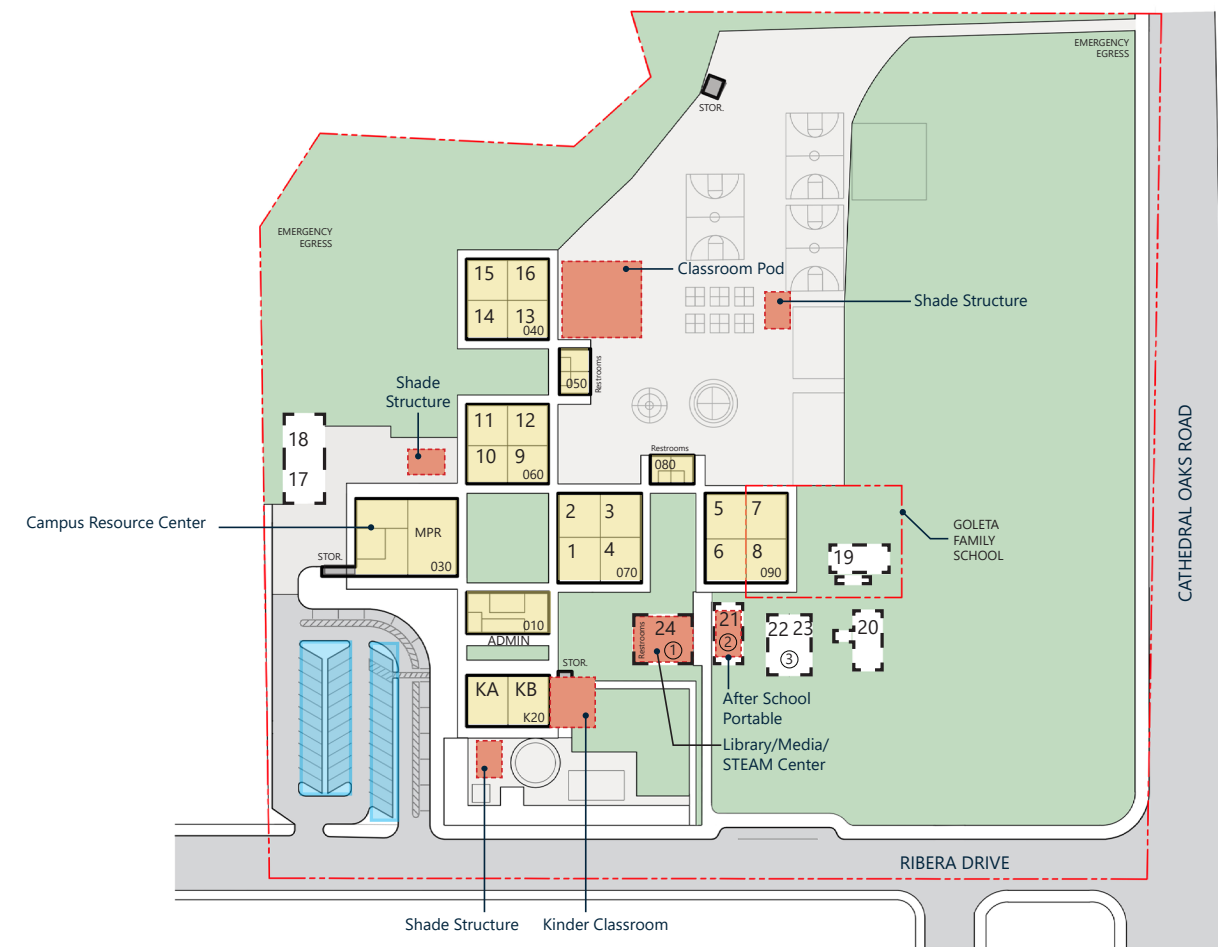 EMERGENCY
EGRESS
STOR.
EMERGENCY
EGRESS
Classroom Pod
15 16
14 13
040
Shade Structure
050
Restrooms
Shade
Structure
11 12
10 9
060
18
17
Restrooms
080
Campus Resource Center
MPR
030
STOR.
2 3
1 4
070
5 7
6 8
090
19
GOLETA
FAMILY
SCHOOL
CATHEDRAL OAKS ROAD
010
ADMIN
24
Restrooms
1
21
2
22 23
3
20
STOR.
KA KB
K20
After School
Portable
Library/Media/
STEAM Center
RIBERA DRIVE
Shade Structure
Kinder Classroom